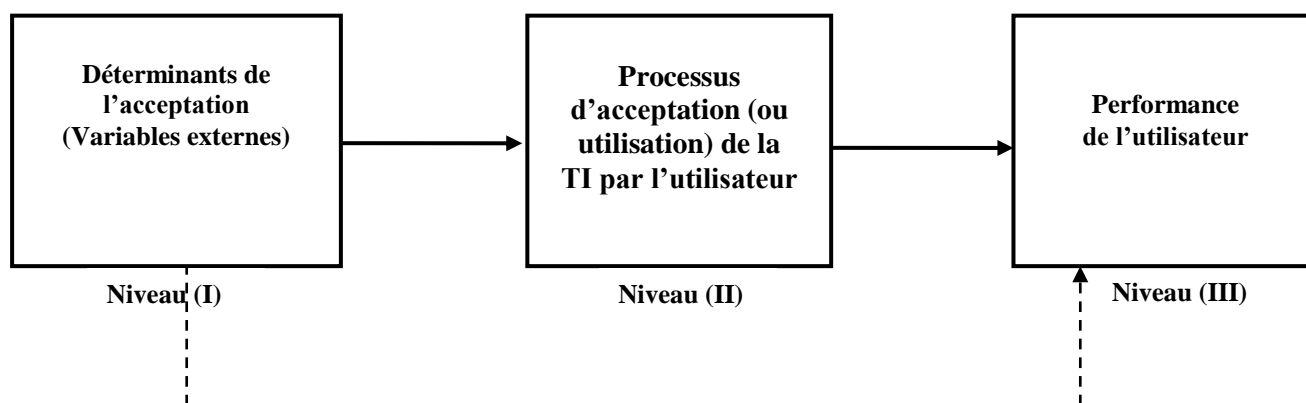 Déterminants de
l’acceptation
(Variables externes)
Processus
d’acceptation (ou
utilisation) de la
TI par l’utilisateur
Performance
de l’utilisateur
Niveau (I)
Niveau (II)
Niveau (III)